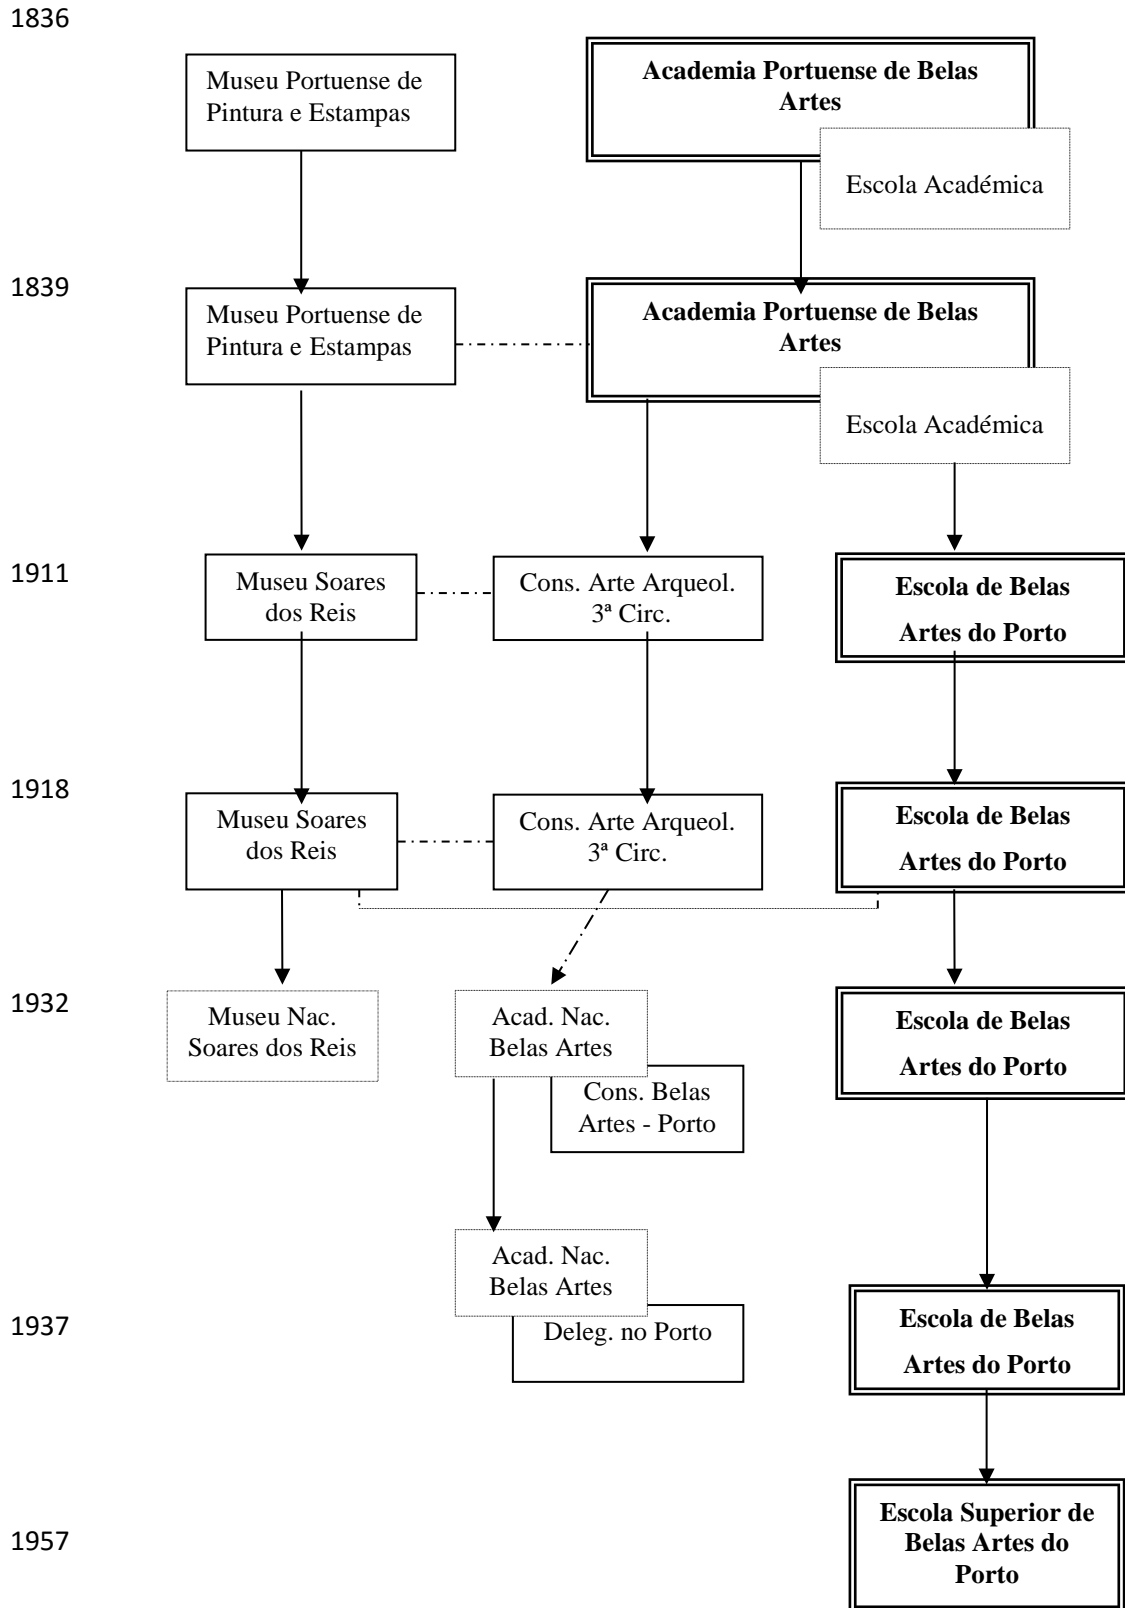 1836
Museu Portuense de
Pintura e Estampas
Academia Portuense de Belas
Artes
Escola Académica
1839
Museu Portuense de
Pintura e Estampas
Academia Portuense de Belas
Artes
Escola Académica
1911
Museu Soares
dos Reis
Cons. Arte Arqueol.
3ª Circ.
Escola de Belas
Artes do Porto
1918
Museu Soares
dos Reis
Cons. Arte Arqueol.
3ª Circ.
Escola de Belas
Artes do Porto
1932
Museu Nac.
Soares dos Reis
Acad. Nac.
Belas Artes
Cons. Belas
Artes - Porto
Escola de Belas
Artes do Porto
1937
Acad. Nac.
Belas Artes
Deleg. no Porto
Escola de Belas
Artes do Porto
1957
Escola Superior de
Belas Artes do
Porto